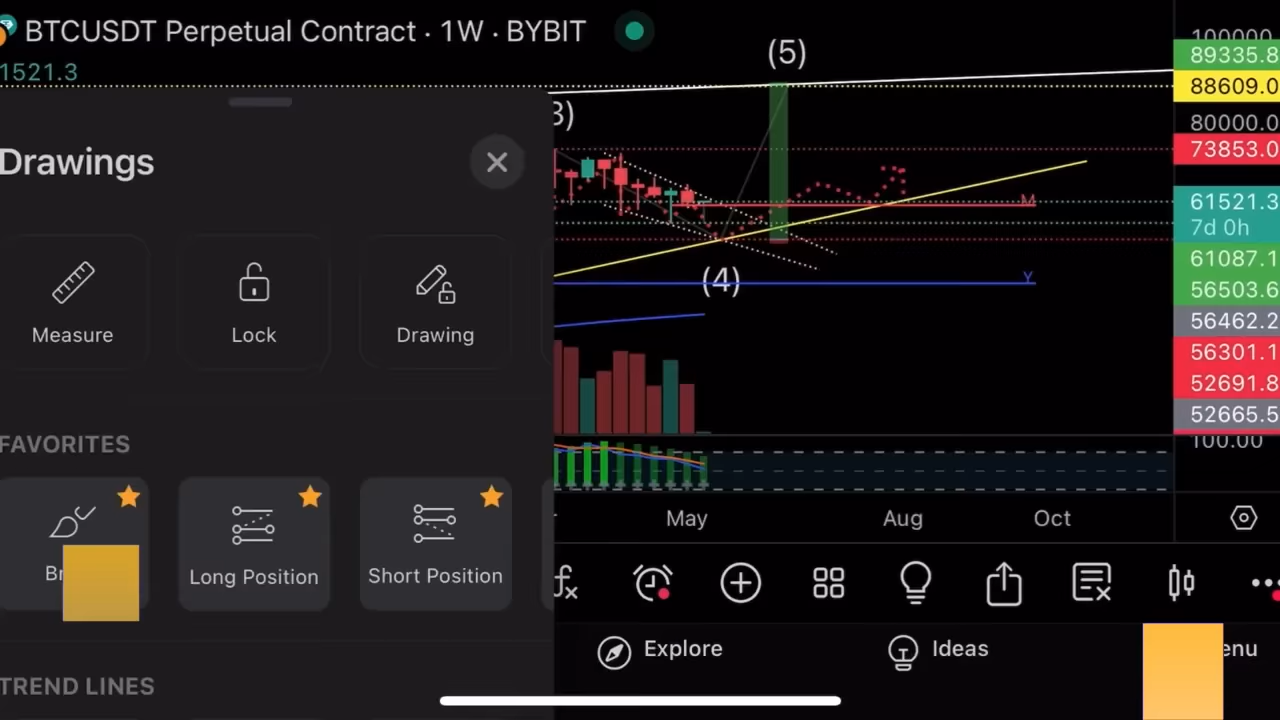 BTCUSDT Perpetual Contract · 1W · BYBIT
1521.3
Drawings
Measure
Lock
Drawing
FAVORITES
Long Position
Short Position
TREND LINES
3)
(5)
(4)
M
Y
100000
89335.8
88609.0
80000.0
73853.0
61521.3
7d 0h
61087.1
56503.6
56462.2
56301.1
52691.8
52665.5
100.00
May
Aug
Oct
Explore
Ideas
enu